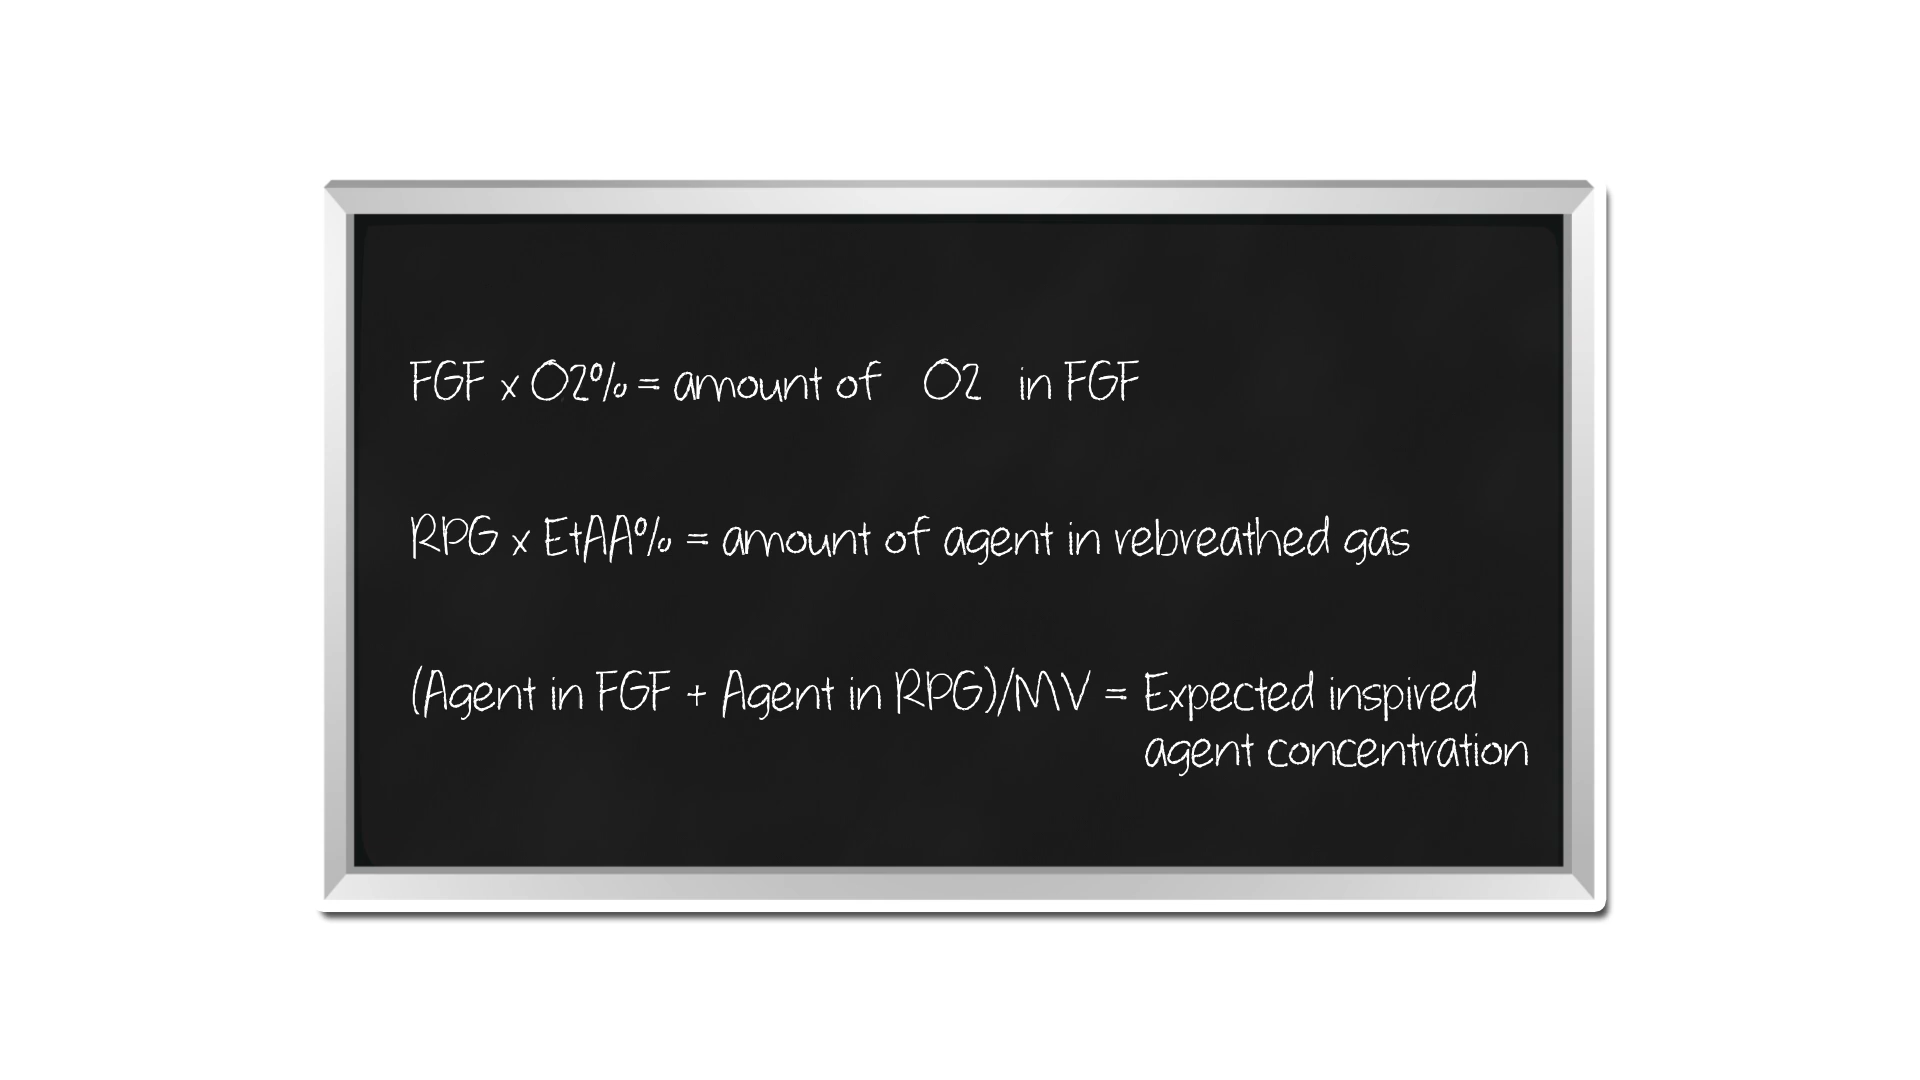 FGF x O2% = amount of O2 in FGF
RPG x EtAA% = amount of agent in rebreathed gas
(Agent in FGF + Agent in RPG)/MV = Expected inspired
agent concentration